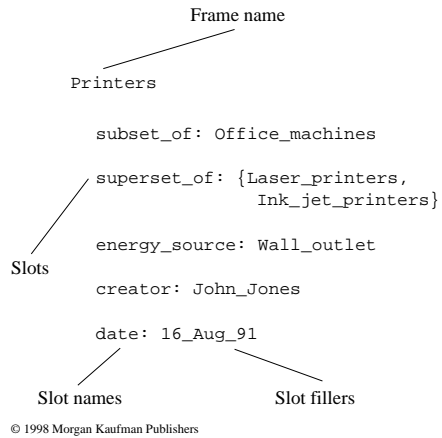 Frame name
Printers
subset_of: Office_machines
superset_of: {Laser_printers,
Ink_jet_printers}
energy_source: Wall_outlet
Slots
creator: John_Jones
date: 16_Aug_91
Slot names Slot fillers
© 1998 Morgan Kaufman Publishers